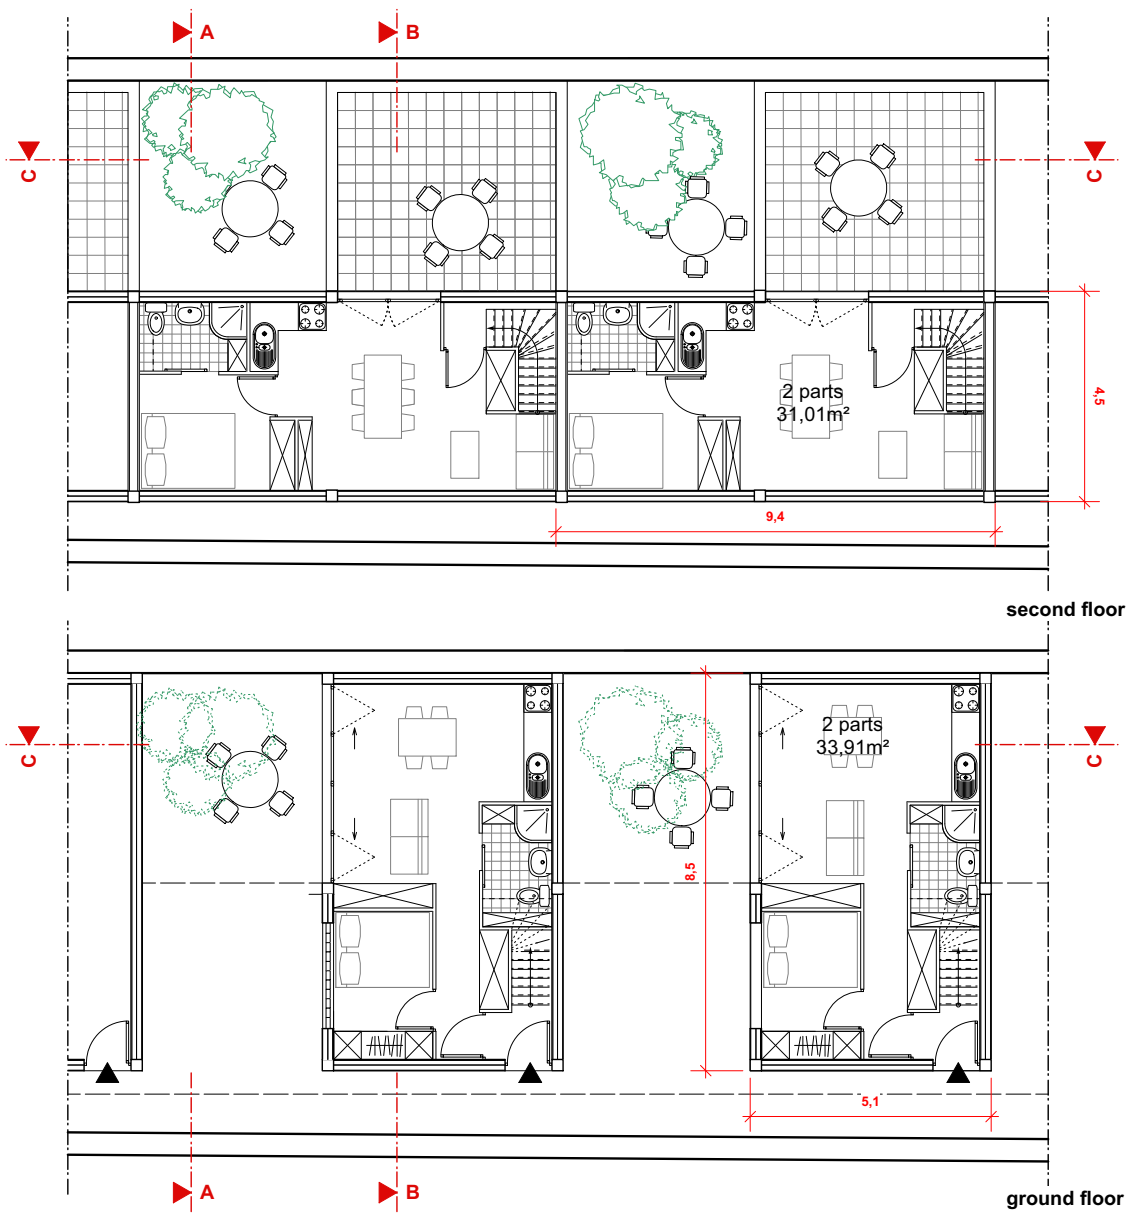 A
B
C
C
2 parts
31,01m²
4,5
9,4
second floor
C
C
2 parts
33,91m²
8,5
5,1
A
B
ground floor